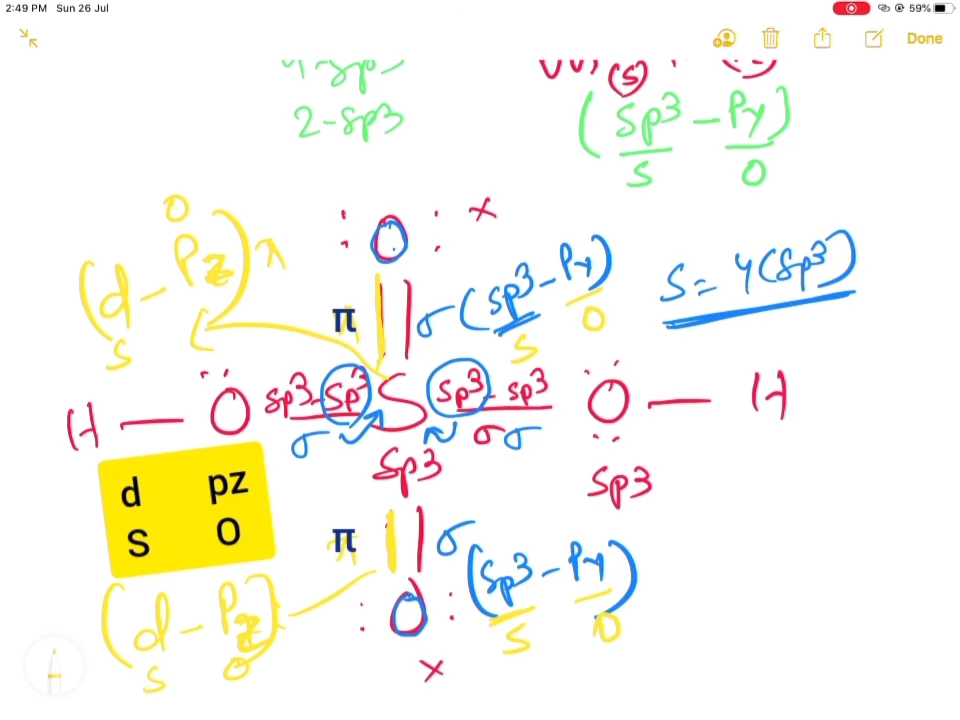 2:49 PM Sun 26 Jul
59%
Done
(S)
2-Sp3
(Sp3-Py)
S O
O
(d-Pz)π
S
:O: x
π
σ(sp3-Py)
S O
S = 4(Sp3)
H-O sp3-Sp3 S Sp3-sp3 O-H
σ σσ
Sp3
Sp3
d pz
S O
π σ
(Sp3-Py)
S O
(d-Pz)
S O
:O:
x